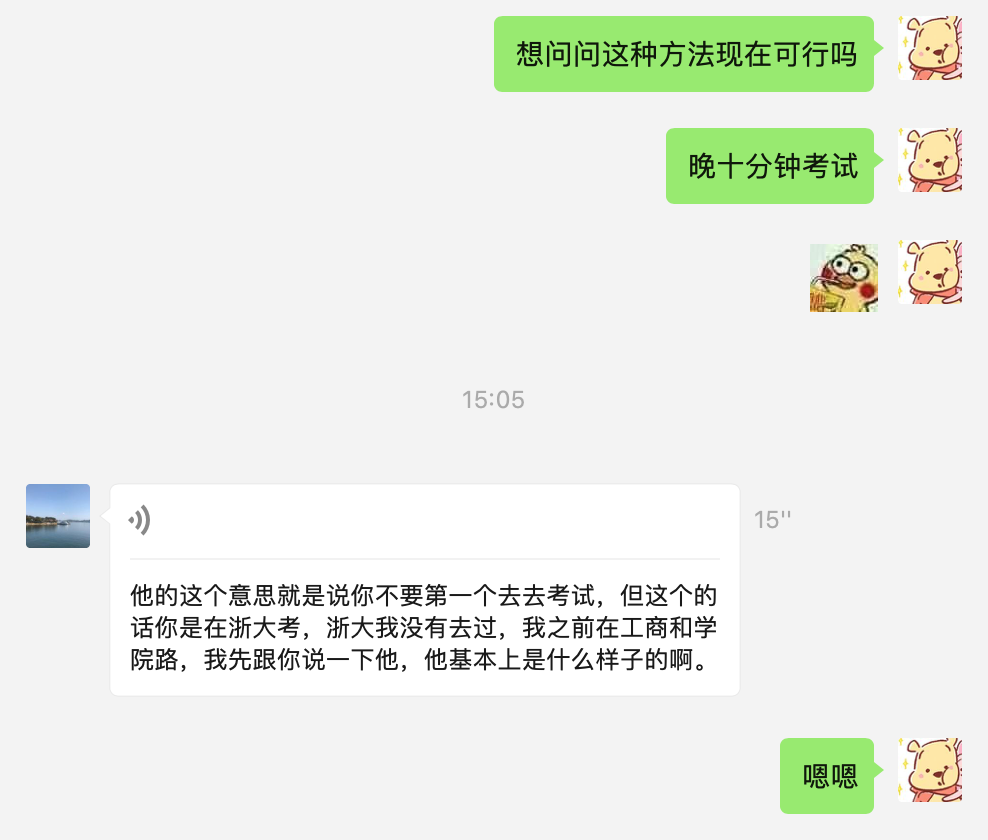 想问问这种方法现在可行吗
晚十分钟考试
15:05
15''
他的这个意思就是说你不要第一个去去考试，但这个的
话你是在浙大考，浙大我没有去过，我之前在工商和学
院路，我先跟你说一下他，他基本上是什么样子的啊。
嗯嗯